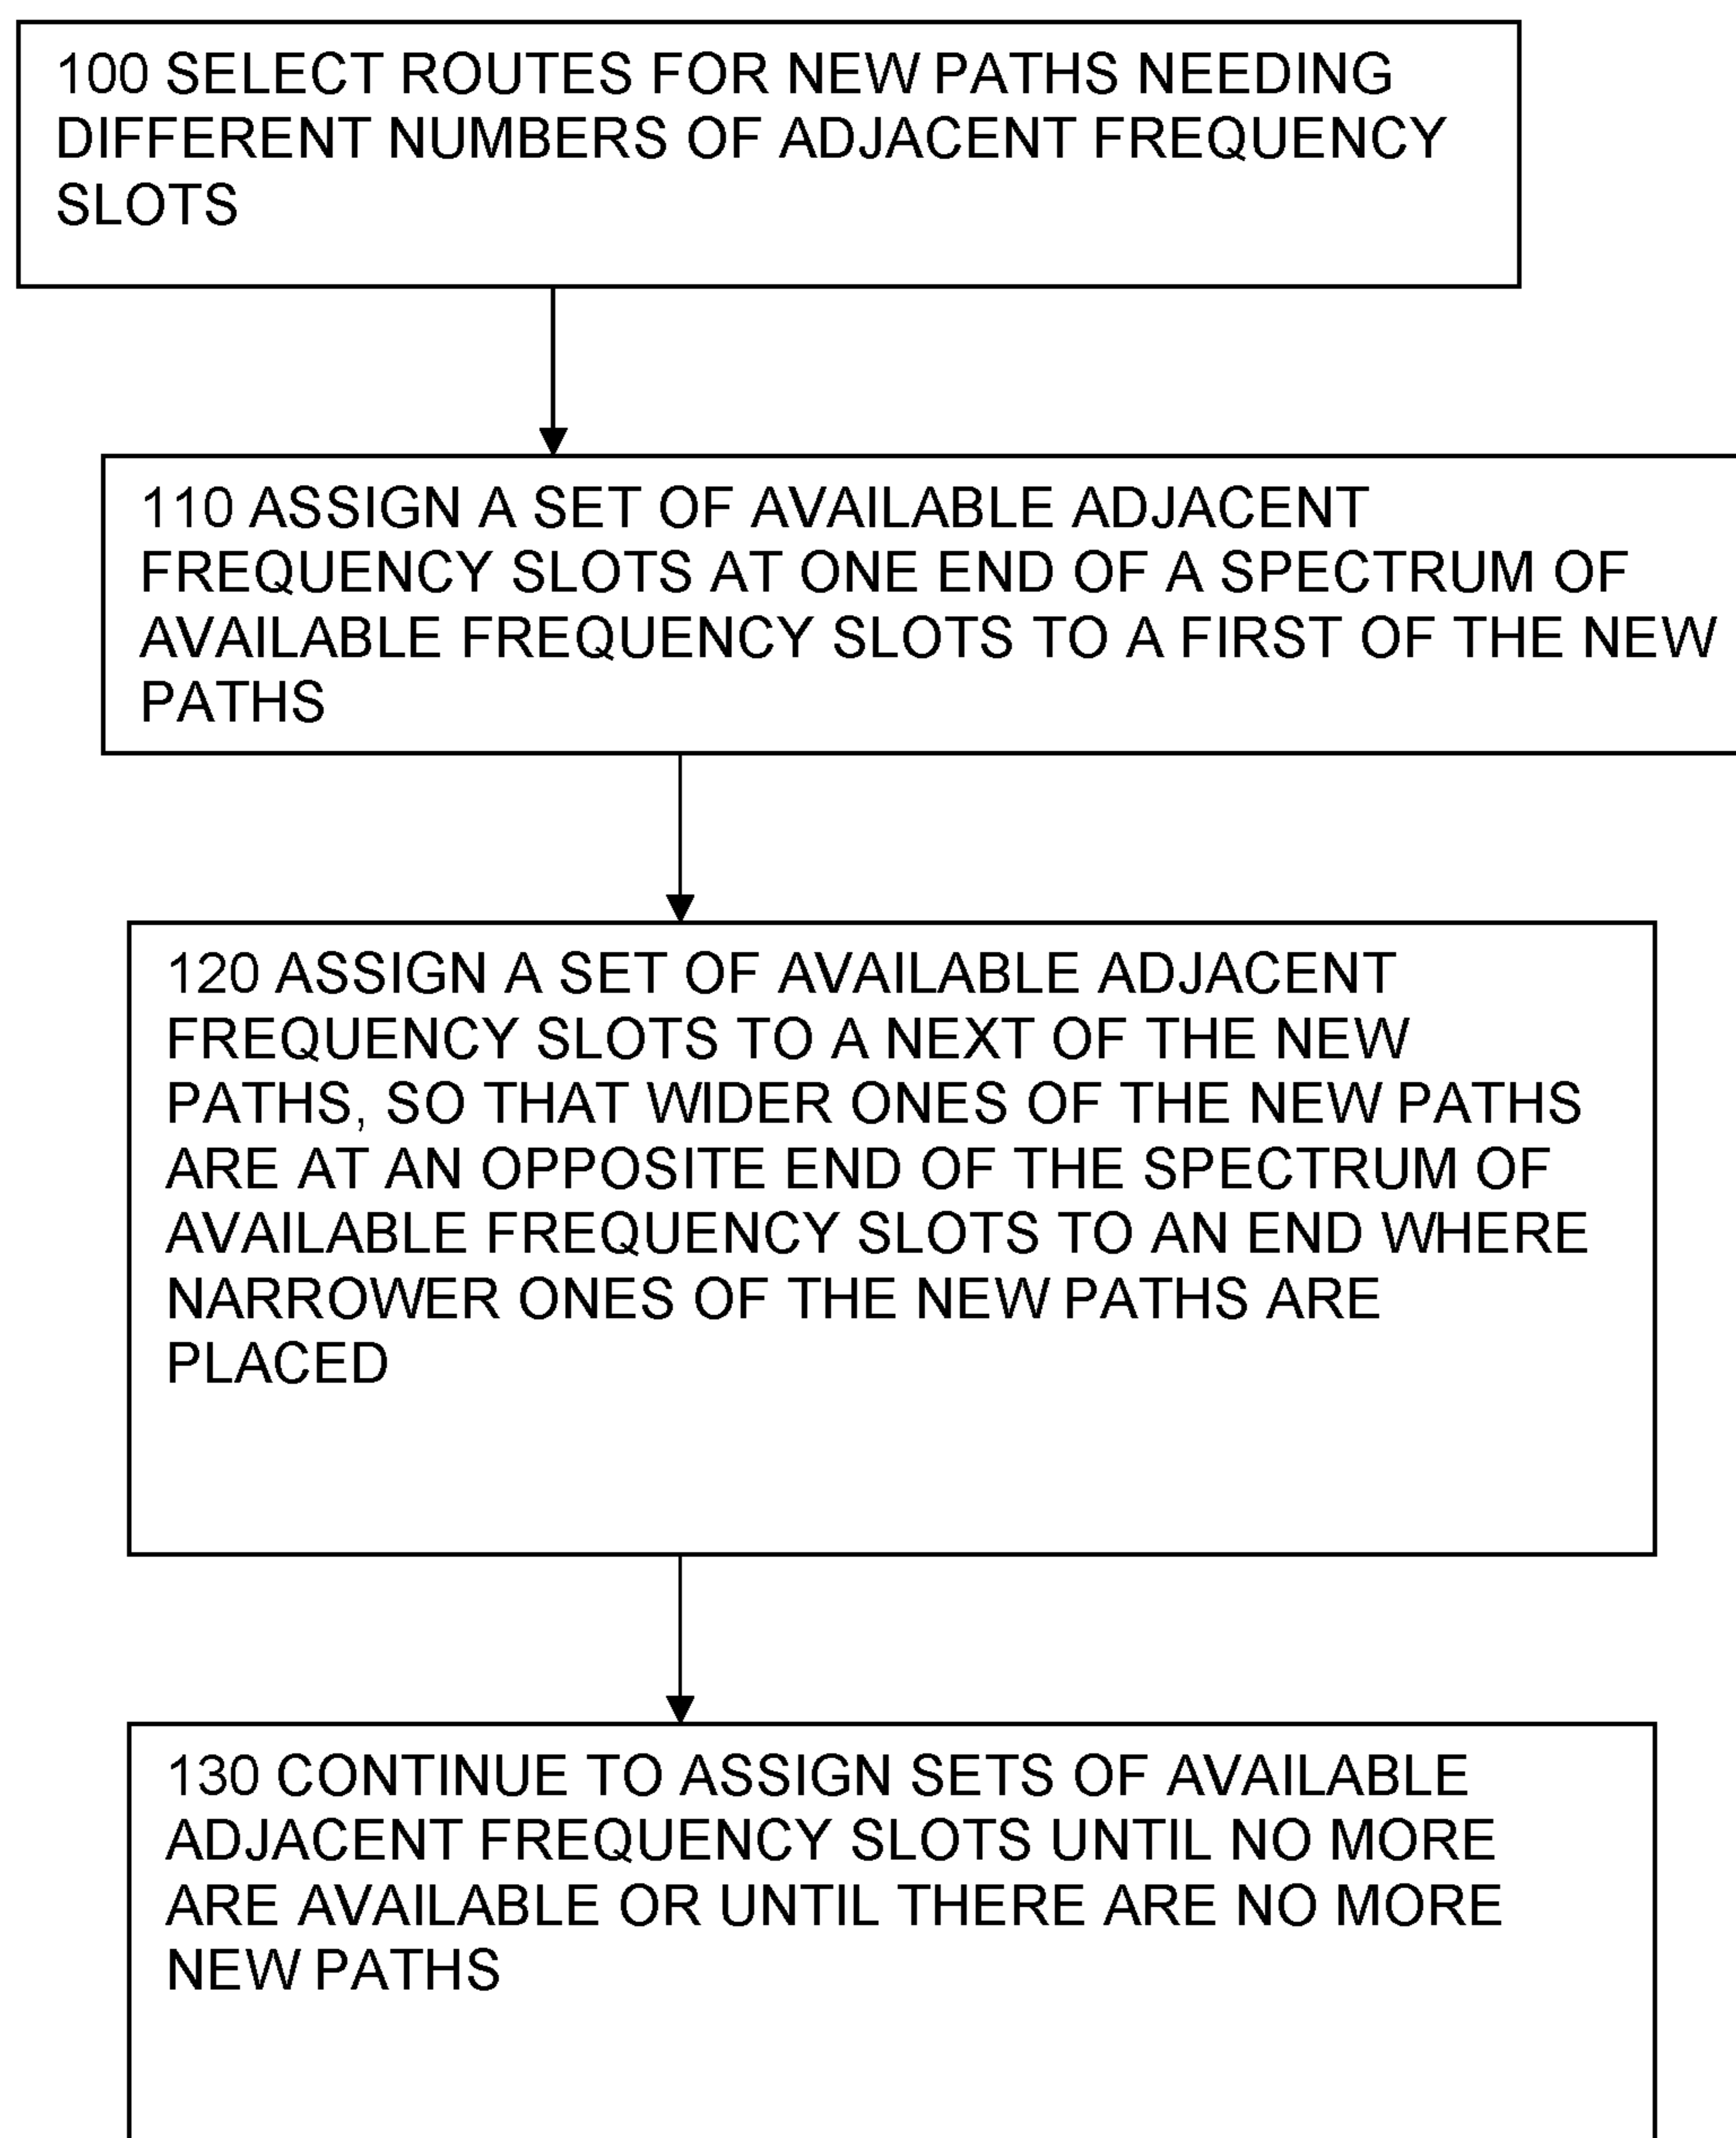 100 SELECT ROUTES FOR NEW PATHS NEEDING
DIFFERENT NUMBERS OF ADJACENT FREQUENCY
SLOTS
110 ASSIGN A SET OF AVAILABLE ADJACENT
FREQUENCY SLOTS AT ONE END OF A SPECTRUM OF
AVAILABLE FREQUENCY SLOTS TO A FIRST OF THE NEW
PATHS
120 ASSIGN A SET OF AVAILABLE ADJACENT
FREQUENCY SLOTS TO A NEXT OF THE NEW
PATHS, SO THAT WIDER ONES OF THE NEW PATHS
ARE AT AN OPPOSITE END OF THE SPECTRUM OF
AVAILABLE FREQUENCY SLOTS TO AN END WHERE
NARROWER ONES OF THE NEW PATHS ARE
PLACED
130 CONTINUE TO ASSIGN SETS OF AVAILABLE
ADJACENT FREQUENCY SLOTS UNTIL NO MORE
ARE AVAILABLE OR UNTIL THERE ARE NO MORE
NEW PATHS